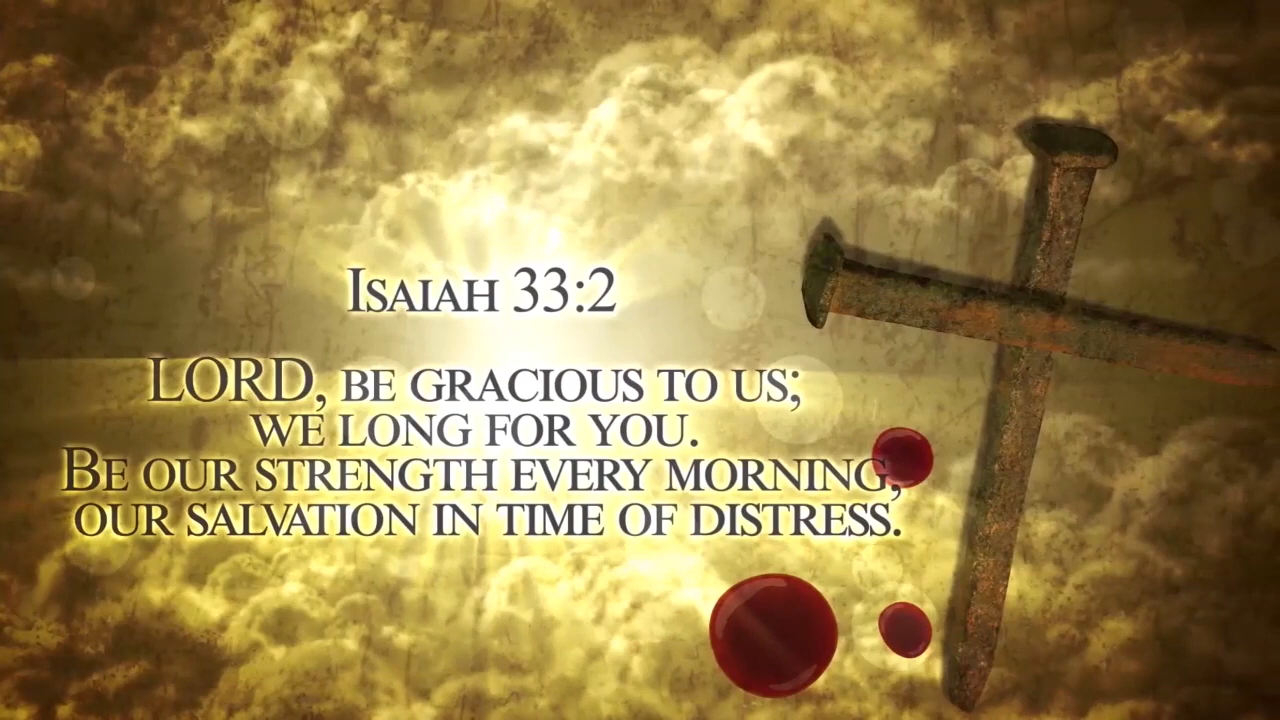 Isaiah 33:2
LORD, be gracious to us;
we long for you.
Be our strength every morning,
our salvation in time of distress.